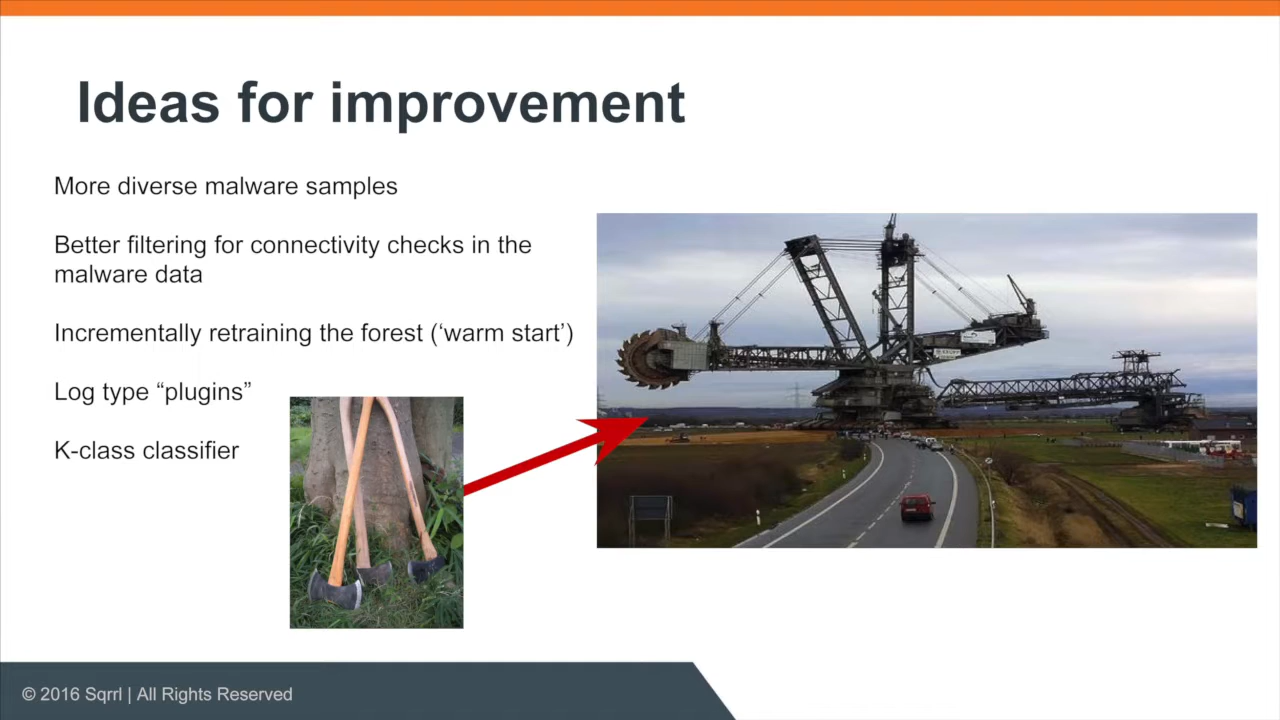 Ideas for improvement
More diverse malware samples
Better filtering for connectivity checks in the
malware data
Incrementally retraining the forest (‘warm start’)
Log type “plugins”
K-class classifier
© 2016 Sqrrl | All Rights Reserved